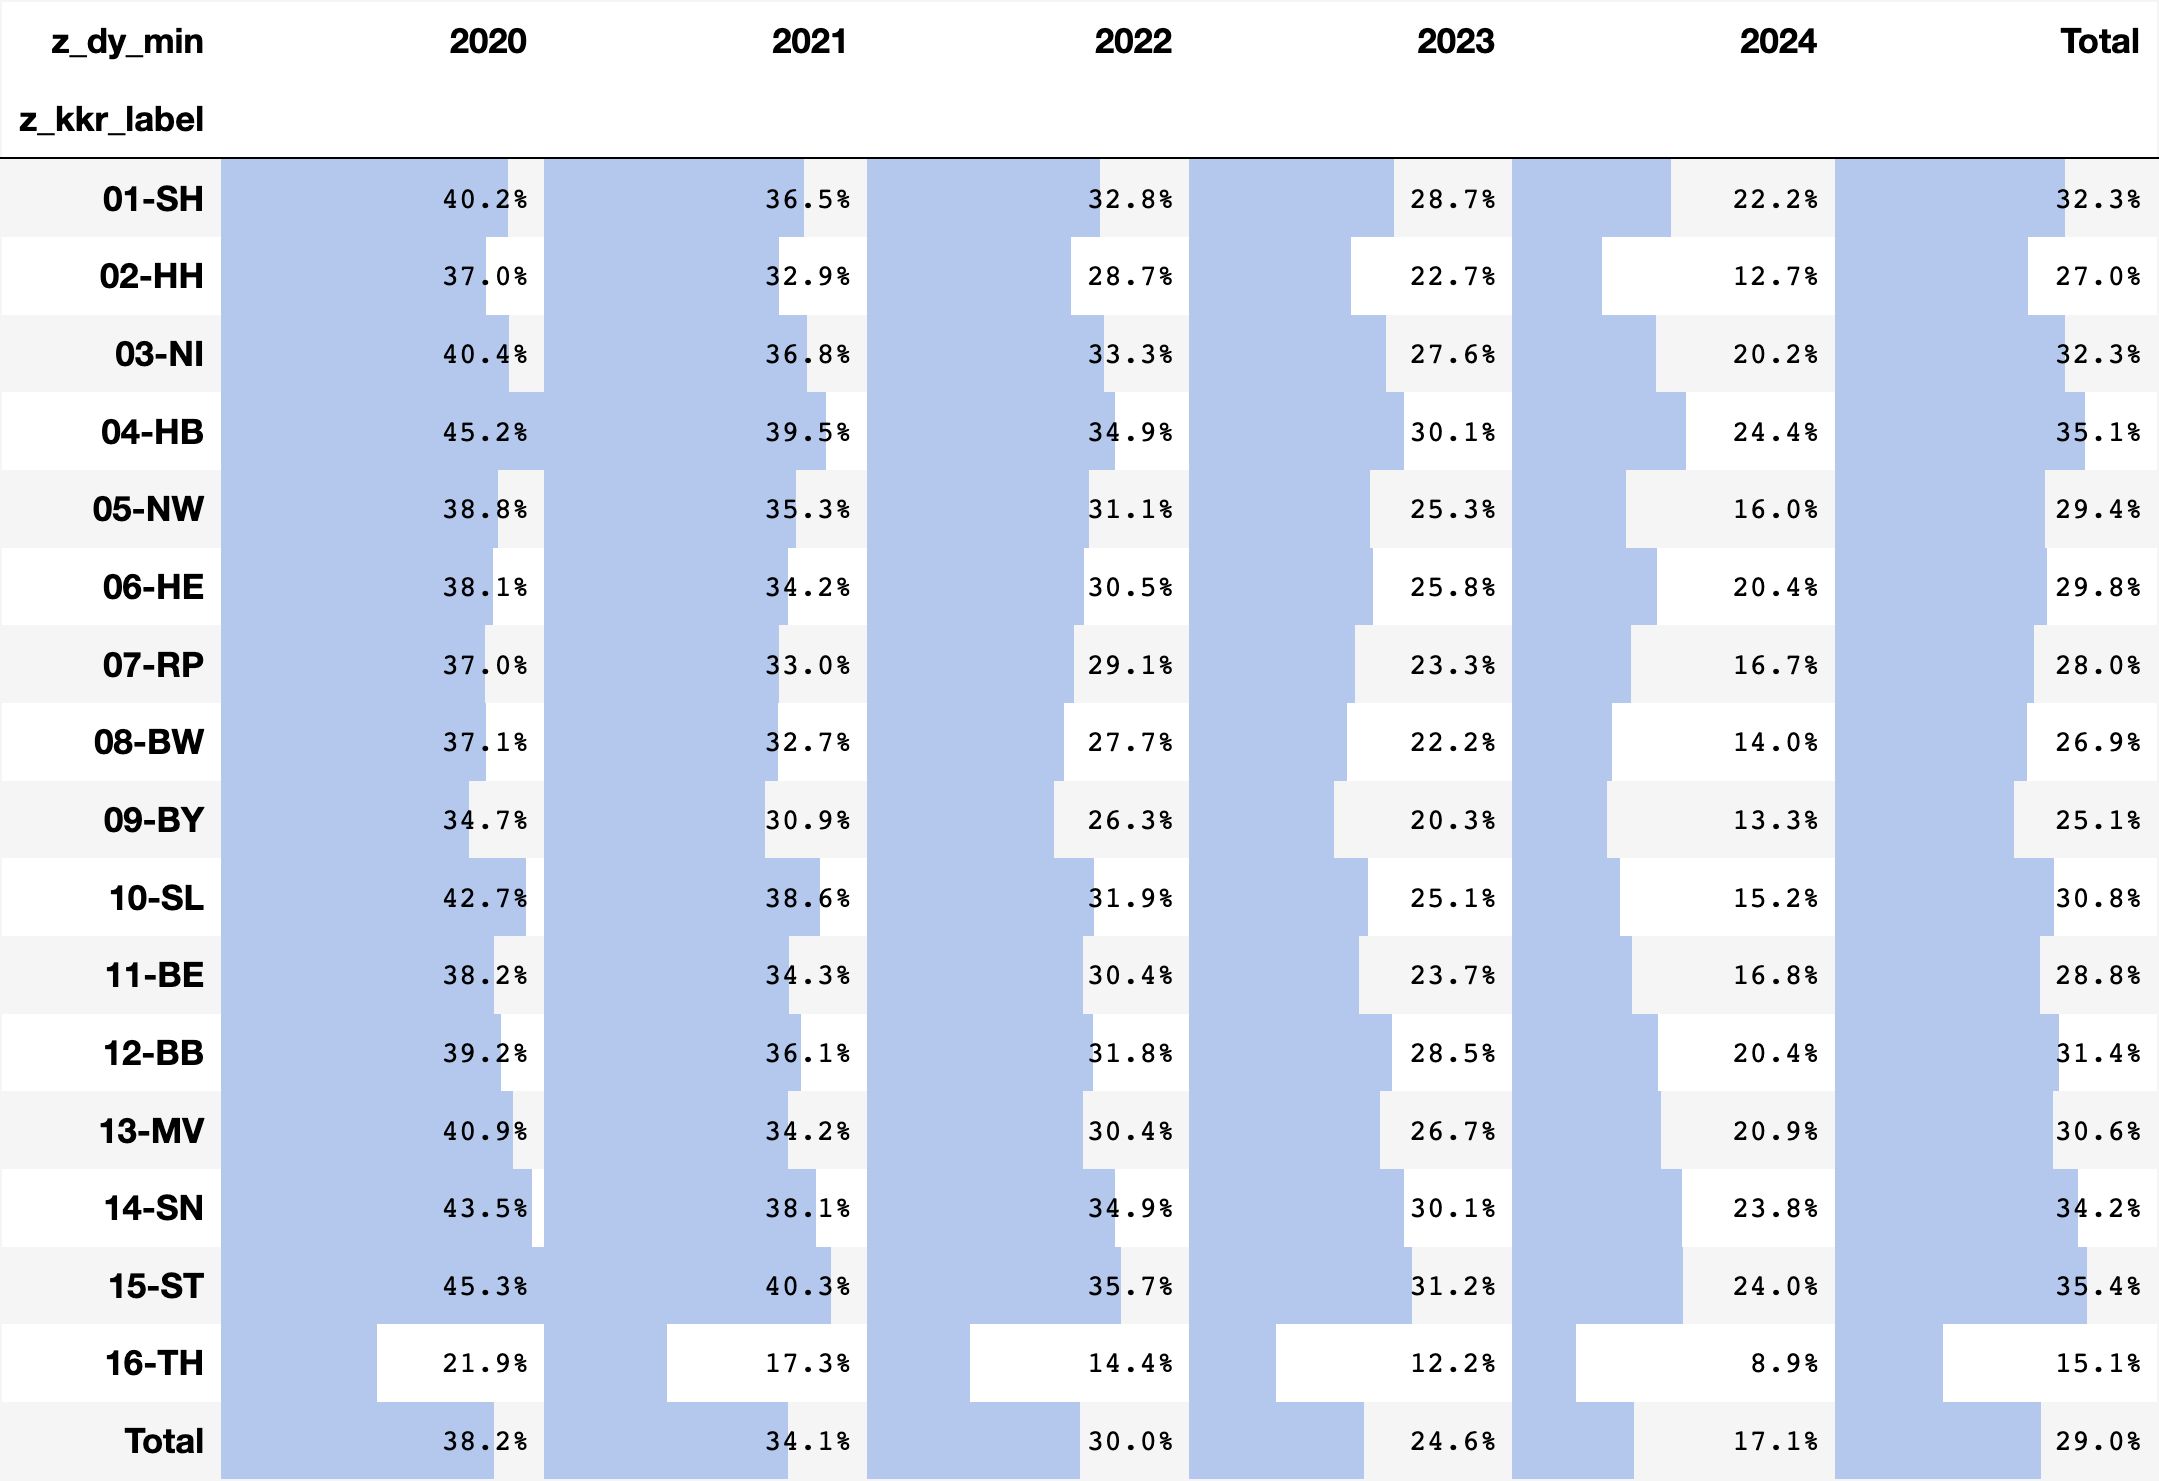 z_dy_min 2020 2021 2022 2023 2024 Total
z_kkr_label
01-SH 40.2% 36.5% 32.8% 28.7% 22.2% 32.3%
02-HH 37.0% 32.9% 28.7% 22.7% 12.7% 27.0%
03-NI 40.4% 36.8% 33.3% 27.6% 20.2% 32.3%
04-HB 45.2% 39.5% 34.9% 30.1% 24.4% 35.1%
05-NW 38.8% 35.3% 31.1% 25.3% 16.0% 29.4%
06-HE 38.1% 34.2% 30.5% 25.8% 20.4% 29.8%
07-RP 37.0% 33.0% 29.1% 23.3% 16.7% 28.0%
08-BW 37.1% 32.7% 27.7% 22.2% 14.0% 26.9%
09-BY 34.7% 30.9% 26.3% 20.3% 13.3% 25.1%
10-SL 42.7% 38.6% 31.9% 25.1% 15.2% 30.8%
11-BE 38.2% 34.3% 30.4% 23.7% 16.8% 28.8%
12-BB 39.2% 36.1% 31.8% 28.5% 20.4% 31.4%
13-MV 40.9% 34.2% 30.4% 26.7% 20.9% 30.6%
14-SN 43.5% 38.1% 34.9% 30.1% 23.8% 34.2%
15-ST 45.3% 40.3% 35.7% 31.2% 24.0% 35.4%
16-TH 21.9% 17.3% 14.4% 12.2% 8.9% 15.1%
Total 38.2% 34.1% 30.0% 24.6% 17.1% 29.0%